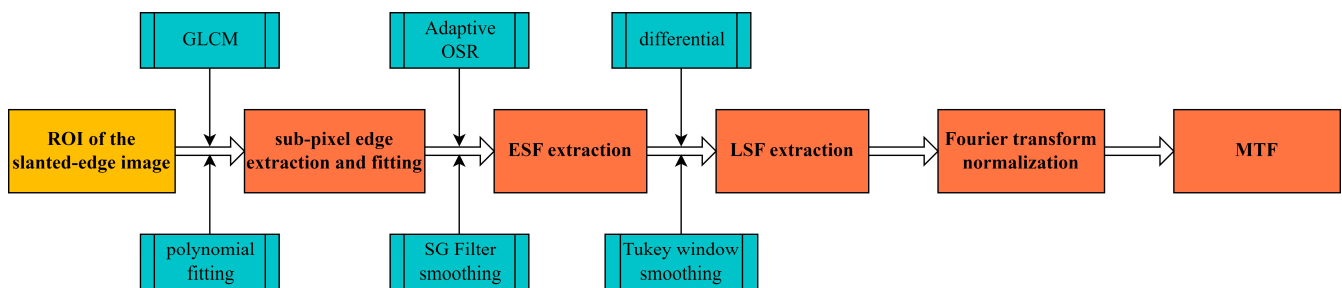 GLCM
Adaptive
OSR
differential
ROI of the
slanted-edge image
sub-pixel edge
extraction and fitting
ESF extraction
LSF extraction
Fourier transform
normalization
MTF
polynomial
fitting
SG Filter
smoothing
Tukey window
smoothing